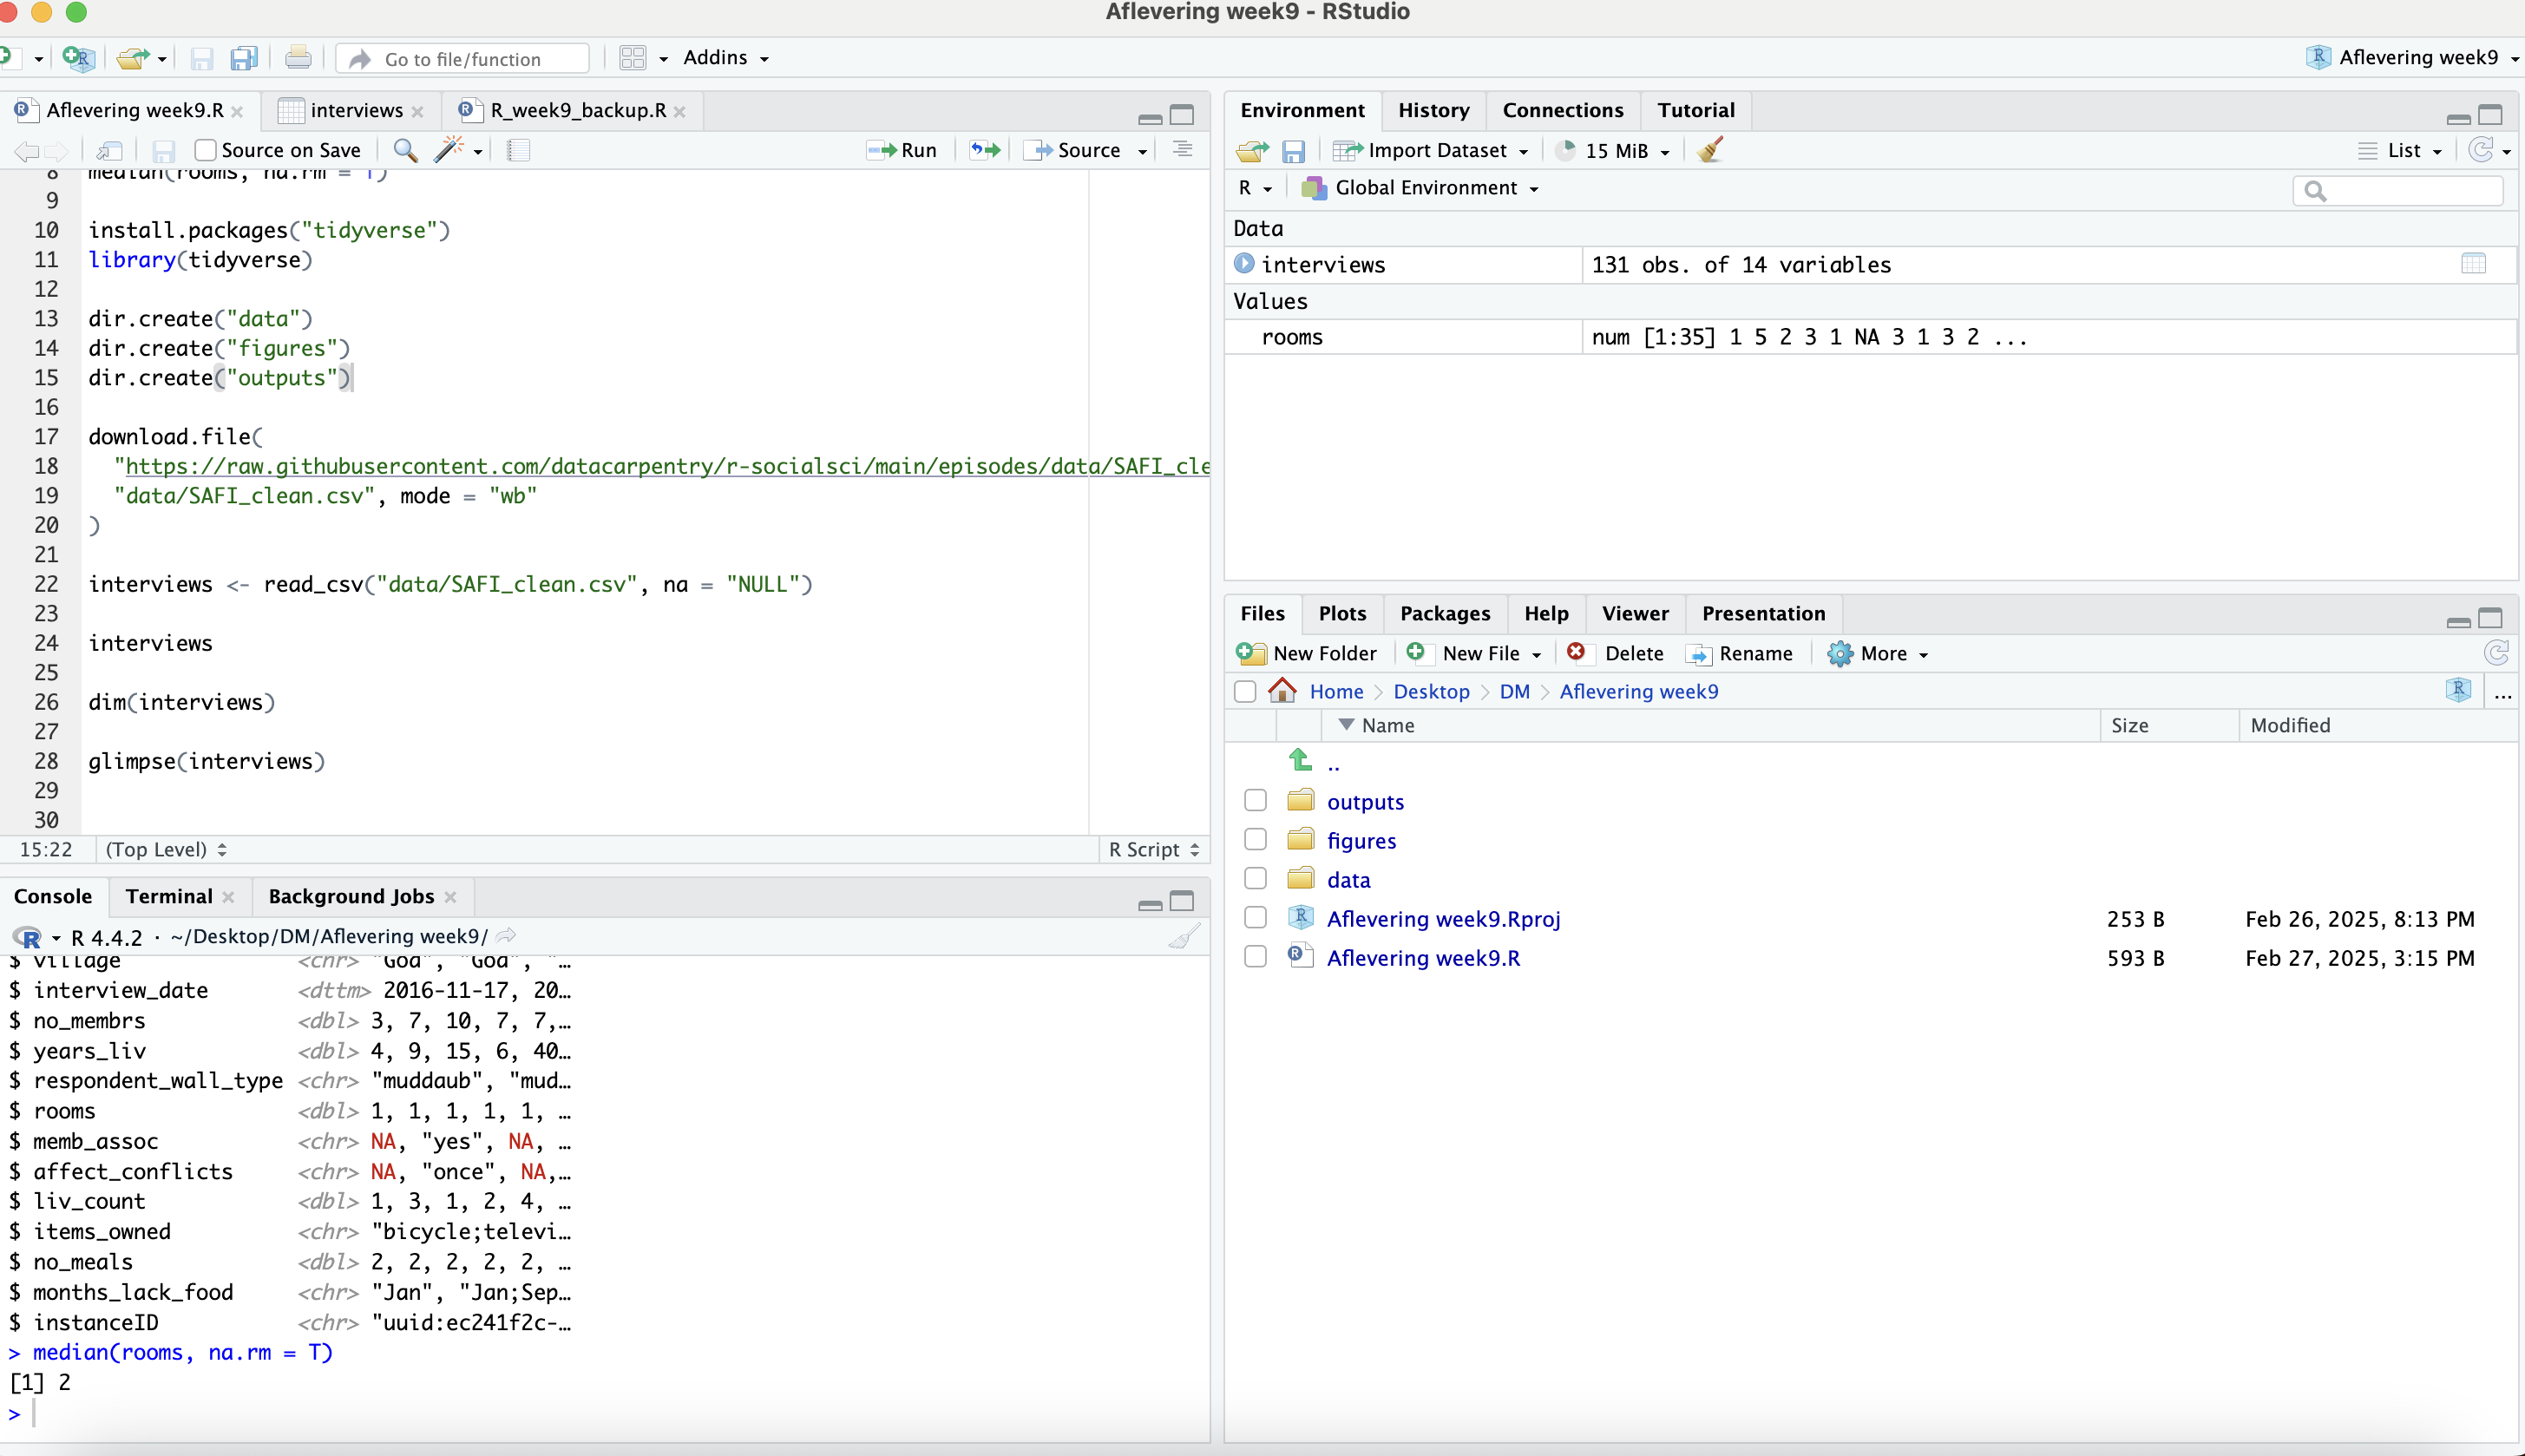 Aflevering week9 - RStudio
Go to file/function
Addins
Aflevering week9
Aflevering week9.R
interviews
R_week9_backup.R
Source on Save
Run
Source
8 median(rooms, na.rm = T)
9
10 install.packages("tidyverse")
11 library(tidyverse)
12
13 dir.create("data")
14 dir.create("figures")
15 dir.create("outputs")
16
17 download.file(
18 "https://raw.githubusercontent.com/datacarpentry/r-socialsci/main/episodes/data/SAFI_cle
19 "data/SAFI_clean.csv", mode = "wb"
20 )
21
22 interviews <- read_csv("data/SAFI_clean.csv", na = "NULL")
23
24 interviews
25
26 dim(interviews)
27
28 glimpse(interviews)
29
30
15:22 (Top Level) R Script
Console Terminal Background Jobs
R 4.4.2 · ~/Desktop/DM/Aflevering week9/
$ village <chr> "God", "God", "…
$ interview_date <dttm> 2016-11-17, 20…
$ no_membrs <dbl> 3, 7, 10, 7, 7,…
$ years_liv <dbl> 4, 9, 15, 6, 40…
$ respondent_wall_type <chr> "muddaub", "mud…
$ rooms <dbl> 1, 1, 1, 1, 1, …
$ memb_assoc <chr> NA, "yes", NA, …
$ affect_conflicts <chr> NA, "once", NA,…
$ liv_count <dbl> 1, 3, 1, 2, 4, …
$ items_owned <chr> "bicycle;televi…
$ no_meals <dbl> 2, 2, 2, 2, 2, …
$ months_lack_food <chr> "Jan", "Jan;Sep…
$ instanceID <chr> "uuid:ec241f2c-…
> median(rooms, na.rm = T)
[1] 2
>
Environment History Connections Tutorial
Import Dataset 15 MiB List
R Global Environment
Data
interviews 131 obs. of 14 variables
Values
rooms num [1:35] 1 5 2 3 1 NA 3 1 3 2 ...
Files Plots Packages Help Viewer Presentation
New Folder New File Delete Rename More
Home Desktop DM Aflevering week9 ...
Name Size Modified
..
outputs
figures
data
Aflevering week9.Rproj 253 B Feb 26, 2025, 8:13 PM
Aflevering week9.R 593 B Feb 27, 2025, 3:15 PM